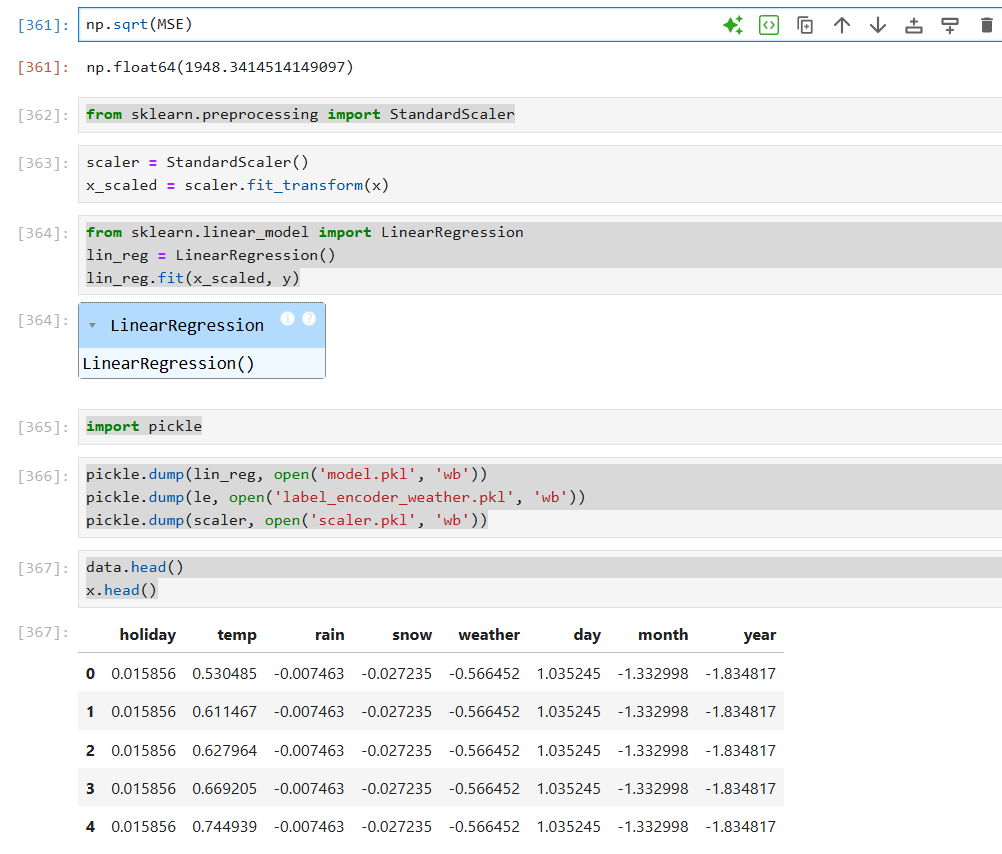 [361]: np.sqrt(MSE)
[361]: np.float64(1948.3414514149097)
[362]: from sklearn.preprocessing import StandardScaler
[363]: scaler = StandardScaler()
x_scaled = scaler.fit_transform(x)
[364]: from sklearn.linear_model import LinearRegression
lin_reg = LinearRegression()
lin_reg.fit(x_scaled, y)
[364]: ▾ LinearRegression i ?
LinearRegression()
[365]: import pickle
[366]: pickle.dump(lin_reg, open('model.pkl', 'wb'))
pickle.dump(le, open('label_encoder_weather.pkl', 'wb'))
pickle.dump(scaler, open('scaler.pkl', 'wb'))
[367]: data.head()
x.head()
[367]: holiday temp rain snow weather day month year
0 0.015856 0.530485 -0.007463 -0.027235 -0.566452 1.035245 -1.332998 -1.834817
1 0.015856 0.611467 -0.007463 -0.027235 -0.566452 1.035245 -1.332998 -1.834817
2 0.015856 0.627964 -0.007463 -0.027235 -0.566452 1.035245 -1.332998 -1.834817
3 0.015856 0.669205 -0.007463 -0.027235 -0.566452 1.035245 -1.332998 -1.834817
4 0.015856 0.744939 -0.007463 -0.027235 -0.566452 1.035245 -1.332998 -1.834817